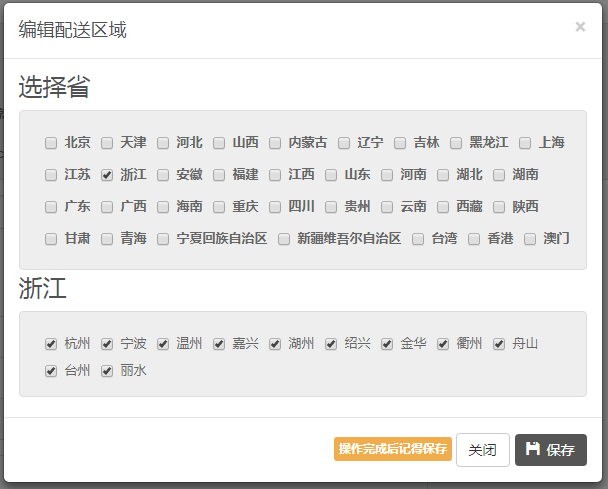 编辑配送区域 ×
选择省
北京 天津 河北 山西 内蒙古 辽宁 吉林 黑龙江 上海
江苏 浙江 安徽 福建 江西 山东 河南 湖北 湖南
广东 广西 海南 重庆 四川 贵州 云南 西藏 陕西
甘肃 青海 宁夏回族自治区 新疆维吾尔自治区 台湾 香港 澳门
浙江
杭州 宁波 温州 嘉兴 湖州 绍兴 金华 衢州 舟山
台州 丽水
操作完成后记得保存 关闭 保存